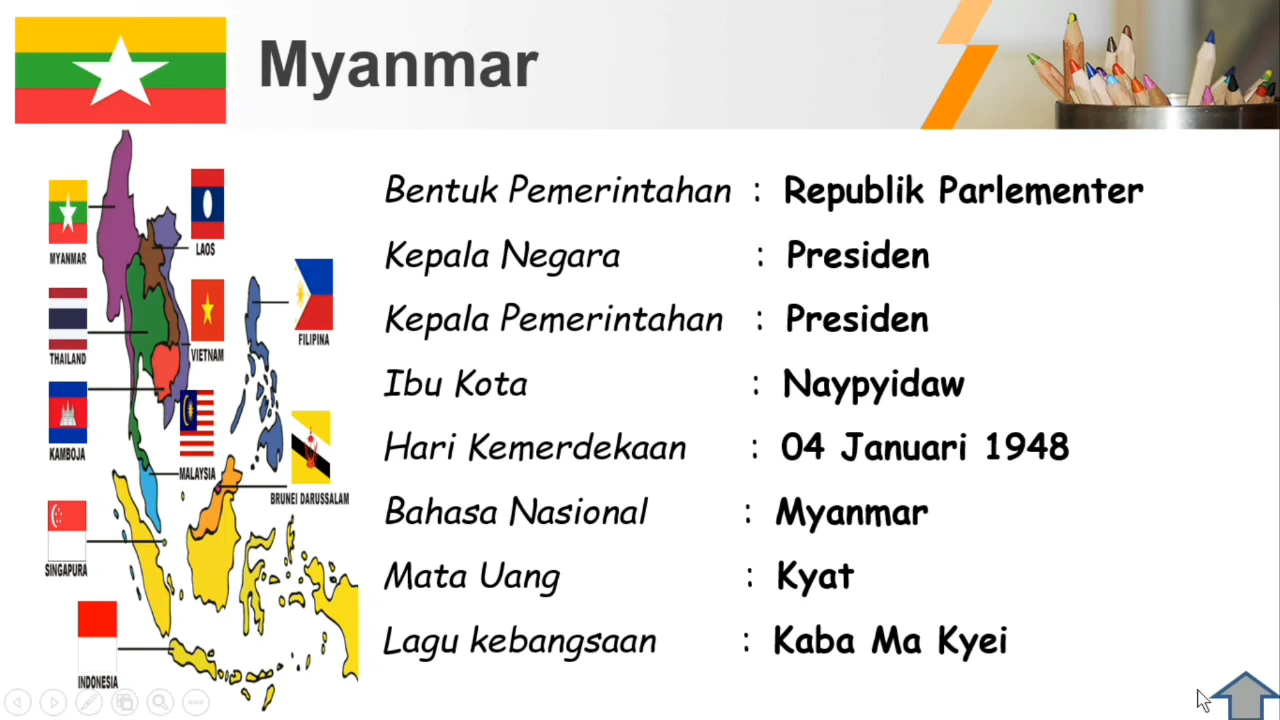 Myanmar
Bentuk Pemerintahan : Republik Parlementer
Kepala Negara : Presiden
Kepala Pemerintahan : Presiden
Ibu Kota : Naypyidaw
Hari Kemerdekaan : 04 Januari 1948
Bahasa Nasional : Myanmar
Mata Uang : Kyat
Lagu kebangsaan : Kaba Ma Kyei
MYANMAR
LAOS
THAILAND
VIETNAM
FILIPINA
KAMBOJA
MALAYSIA
BRUNEI DARUSSALAM
SINGAPURA
INDONESIA